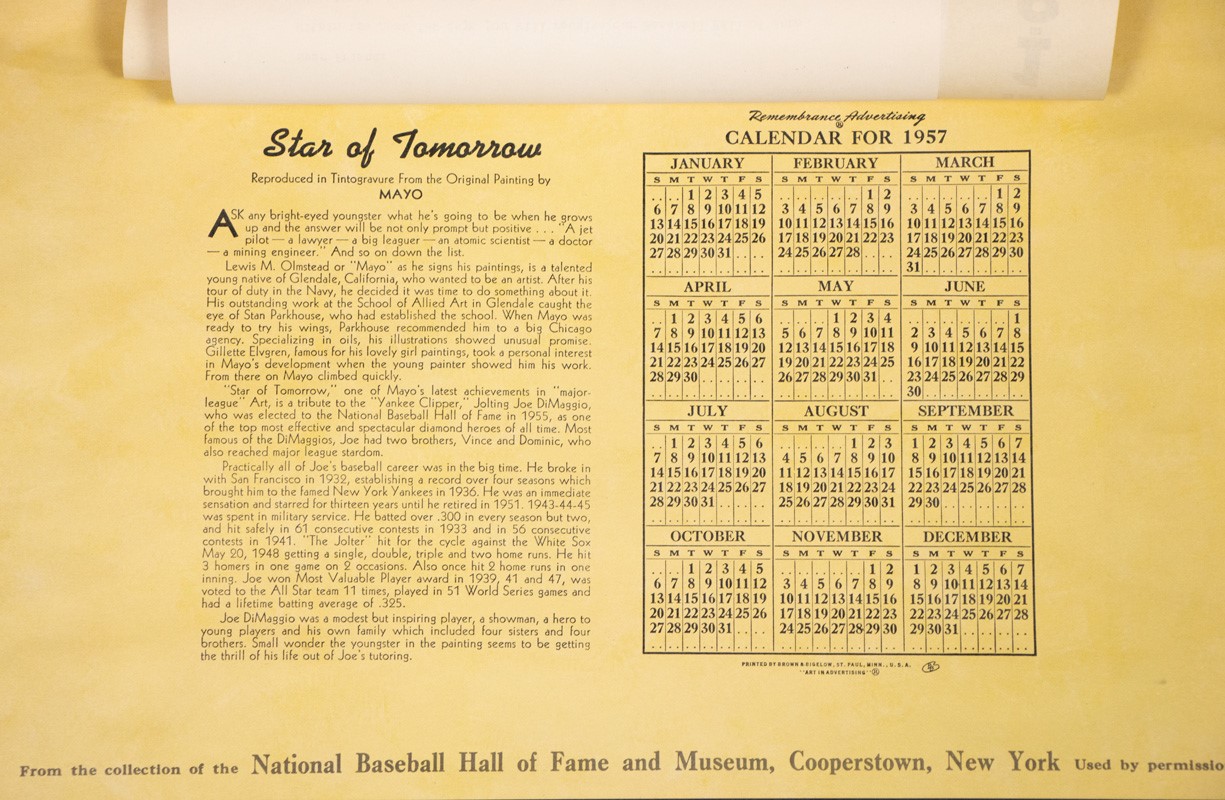 Star of Tomorrow
Reproduced in Tintogravure From the Original Painting by
MAYO
ASK any bright-eyed youngster what he's going to be when he grows
up and the answer will be not only prompt but positive . . . "A jet
pilot — a lawyer — a big leaguer — an atomic scientist — a doctor
— a mining engineer." And so on down the list.
Lewis M. Olmstead or "Mayo" as he signs his paintings, is a talented
young native of Glendale, California, who wanted to be an artist. After his
tour of duty in the Navy, he decided it was time to do something about it.
His outstanding work at the School of Allied Art in Glendale caught the
eye of Stan Parkhouse, who had established the school. When Mayo was
ready to try his wings, Parkhouse recommended him to a big Chicago
agency. Specializing in oils, his illustrations showed unusual promise.
Gillette Elvgren, famous for his lovely girl paintings, took a personal interest
in Mayo's development when the young painter showed him his work.
From there on Mayo climbed quickly.
"Star of Tomorrow," one of Mayo's latest achievements in "major-
league" Art, is a tribute to the "Yankee Clipper," Jolting Joe DiMaggio,
who was elected to the National Baseball Hall of Fame in 1955, as one
of the top most effective and spectacular diamond heroes of all time. Most
famous of the DiMaggios, Joe had two brothers, Vince and Dominic, who
also reached major league stardom.
Practically all of Joe's baseball career was in the big time. He broke in
with San Francisco in 1932, establishing a record over four seasons which
brought him to the famed New York Yankees in 1936. He was an immediate
sensation and starred for thirteen years until he retired in 1951. 1943-44-45
was spent in military service. He batted over .300 in every season but two,
and hit safely in 61 consecutive contests in 1933 and in 56 consecutive
contests in 1941. "The Jolter" hit for the cycle against the White Sox
May 20, 1948 getting a single, double, triple and two home runs. He hit
3 homers in one game on 2 occasions. Also once hit 2 home runs in one
inning. Joe won Most Valuable Player award in 1939, 41 and 47, was
voted to the All Star team 11 times, played in 51 World Series games and
had a lifetime batting average of .325.
Joe DiMaggio was a modest but inspiring player, a showman, a hero to
young players and his own family which included four sisters and four
brothers. Small wonder the youngster in the painting seems to be getting
the thrill of his life out of Joe's tutoring.
Remembrance Advertising
®
CALENDAR FOR 1957
JANUARY
S M T W T F S
. . . . 1 2 3 4 5
6 7 8 9 10 11 12
13 14 15 16 17 18 19
20 21 22 23 24 25 26
27 28 29 30 31 . . . .
FEBRUARY
S M T W T F S
. . . . . . . . . . 1 2
3 4 5 6 7 8 9
10 11 12 13 14 15 16
17 18 19 20 21 22 23
24 25 26 27 28 . . . .
MARCH
S M T W T F S
. . . . . . . . . . 1 2
3 4 5 6 7 8 9
10 11 12 13 14 15 16
17 18 19 20 21 22 23
24 25 26 27 28 29 30
31 . . . . . . . . . . . .
APRIL
S M T W T F S
. . 1 2 3 4 5 6
7 8 9 10 11 12 13
14 15 16 17 18 19 20
21 22 23 24 25 26 27
28 29 30 . . . . . . . .
MAY
S M T W T F S
. . . . . . 1 2 3 4
5 6 7 8 9 10 11
12 13 14 15 16 17 18
19 20 21 22 23 24 25
26 27 28 29 30 31 . .
JUNE
S M T W T F S
. . . . . . . . . . . . 1
2 3 4 5 6 7 8
9 10 11 12 13 14 15
16 17 18 19 20 21 22
23 24 25 26 27 28 29
30 . . . . . . . . . . . .
JULY
S M T W T F S
. . 1 2 3 4 5 6
7 8 9 10 11 12 13
14 15 16 17 18 19 20
21 22 23 24 25 26 27
28 29 30 31 . . . . . .
AUGUST
S M T W T F S
. . . . . . . . 1 2 3
4 5 6 7 8 9 10
11 12 13 14 15 16 17
18 19 20 21 22 23 24
25 26 27 28 29 30 31
SEPTEMBER
S M T W T F S
1 2 3 4 5 6 7
8 9 10 11 12 13 14
15 16 17 18 19 20 21
22 23 24 25 26 27 28
29 30 . . . . . . . . . .
OCTOBER
S M T W T F S
. . . . 1 2 3 4 5
6 7 8 9 10 11 12
13 14 15 16 17 18 19
20 21 22 23 24 25 26
27 28 29 30 31 . . . .
NOVEMBER
S M T W T F S
. . . . . . . . . . 1 2
3 4 5 6 7 8 9
10 11 12 13 14 15 16
17 18 19 20 21 22 23
24 25 26 27 28 29 30
DECEMBER
S M T W T F S
1 2 3 4 5 6 7
8 9 10 11 12 13 14
15 16 17 18 19 20 21
22 23 24 25 26 27 28
29 30 31 . . . . . . . .
PRINTED BY BROWN & BIGELOW, ST. PAUL, MINN., U.S.A.
"ART IN ADVERTISING" ®
From the collection of the National Baseball Hall of Fame and Museum, Cooperstown, New York Used by permissio